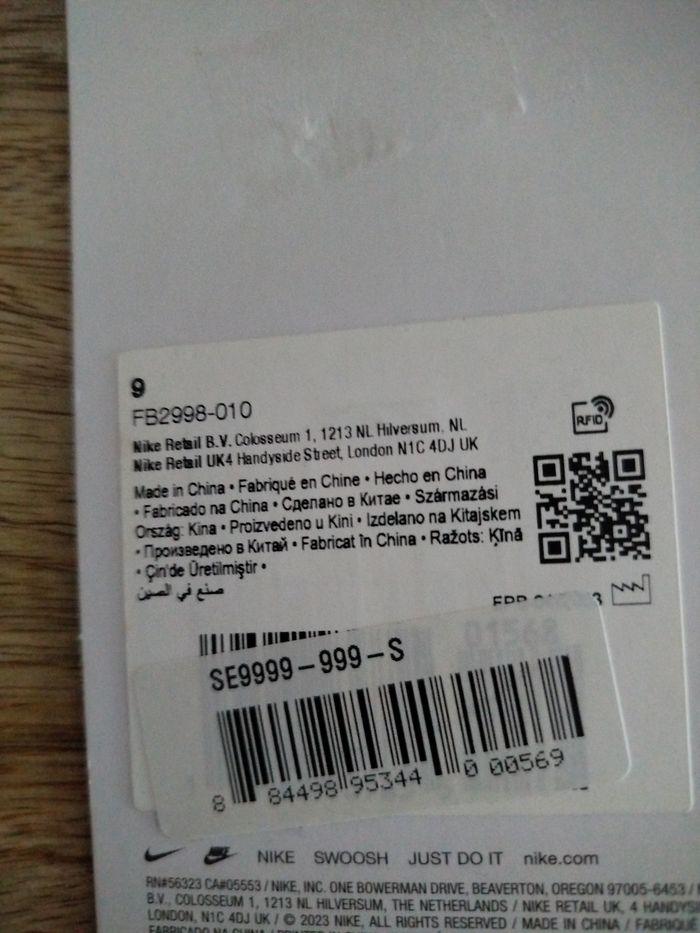 9
FB2998-010
Nike Retail B.V. Colosseum 1, 1213 NL Hilversum, NL
Nike Retail UK4 Handyside Street, London N1C 4DJ UK
RFID
Made in China • Fabriqué en Chine • Hecho en China
• Fabricado na China • Сделано в Китае • Származási
Ország: Kina • Proizvedeno u Kini • Izdelano na Kitajskem
• Произведено в Китай • Fabricat în China • Ražots: Ķīnā
• Çin'de Üretilmiştir •
صنع في الصين
01568
SE9999-999-S
8 84498 95344 0 00569
NIKE SWOOSH JUST DO IT nike.com
RN#56323 CA#05553 / NIKE, INC. ONE BOWERMAN DRIVE, BEAVERTON, OREGON 97005-6453 /
B.V., COLOSSEUM 1, 1213 NL HILVERSUM, THE NETHERLANDS / NIKE RETAIL UK, 4 HANDYS
LONDON, N1C 4DJ UK / © 2023 NIKE, ALL RIGHTS RESERVED / MADE IN CHINA / FABRIQUÉ